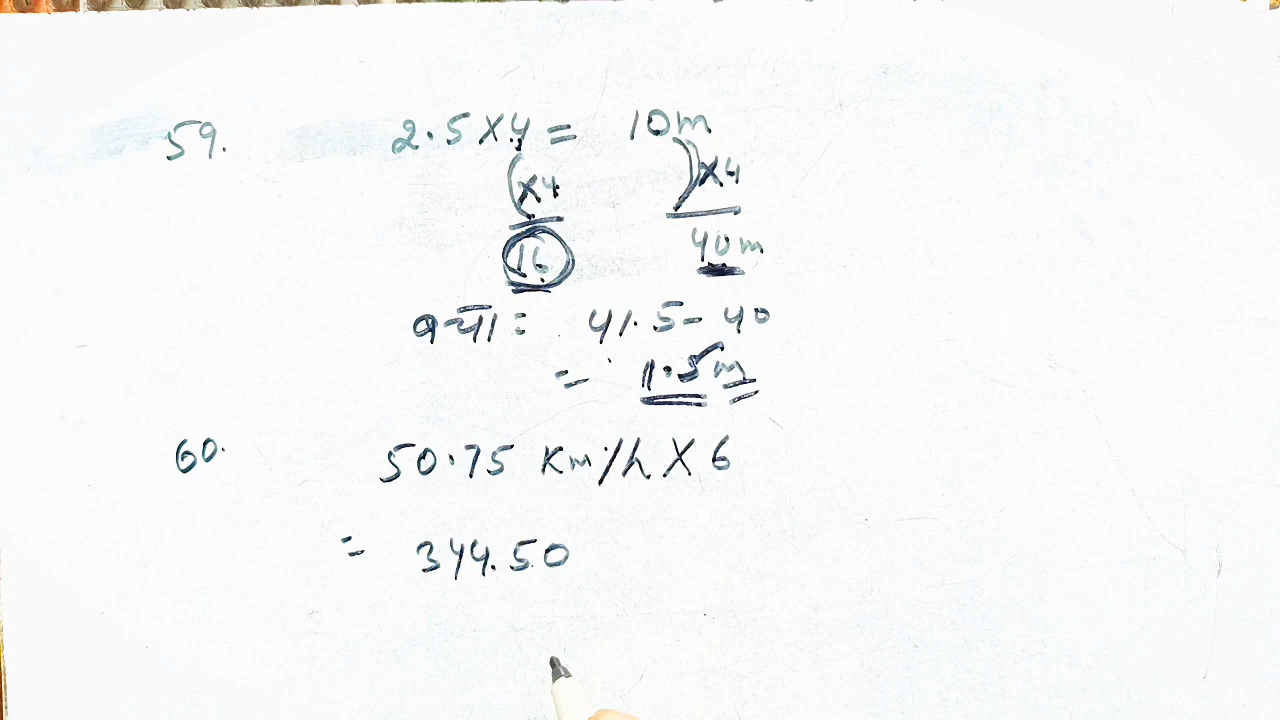 59. 2.5 X 4 = 10m
X4 X4
16 40m
बचा = 41.5 - 40
= 1.5m
60. 50.75 Km/h X 6
= 344.50